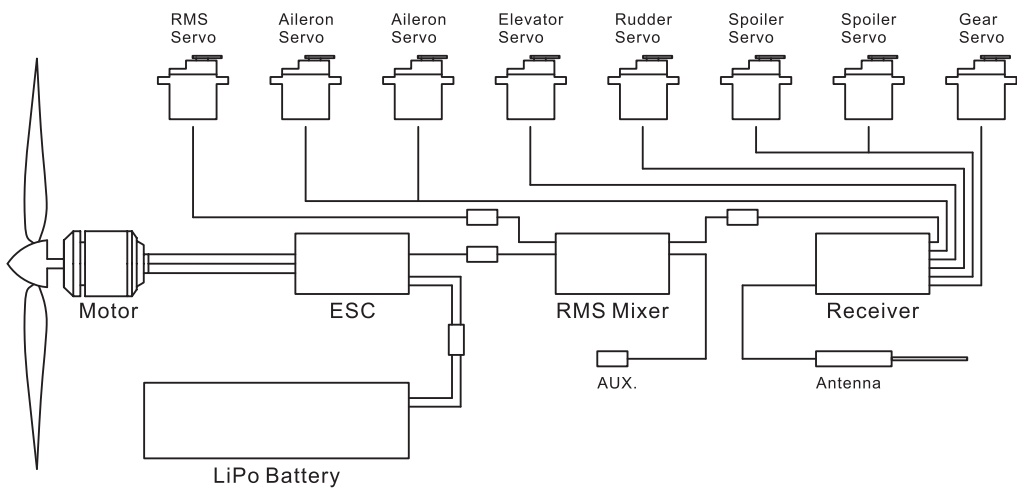 RMS
Servo
Aileron
Servo
Aileron
Servo
Elevator
Servo
Rudder
Servo
Spoiler
Servo
Spoiler
Servo
Gear
Servo
Motor
ESC
RMS Mixer
Receiver
AUX.
Antenna
LiPo Battery